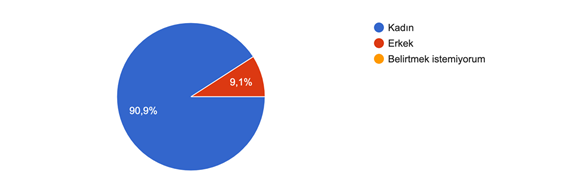 Kadın
Erkek
Belirtmek istemiyorum
9,1%
90,9%